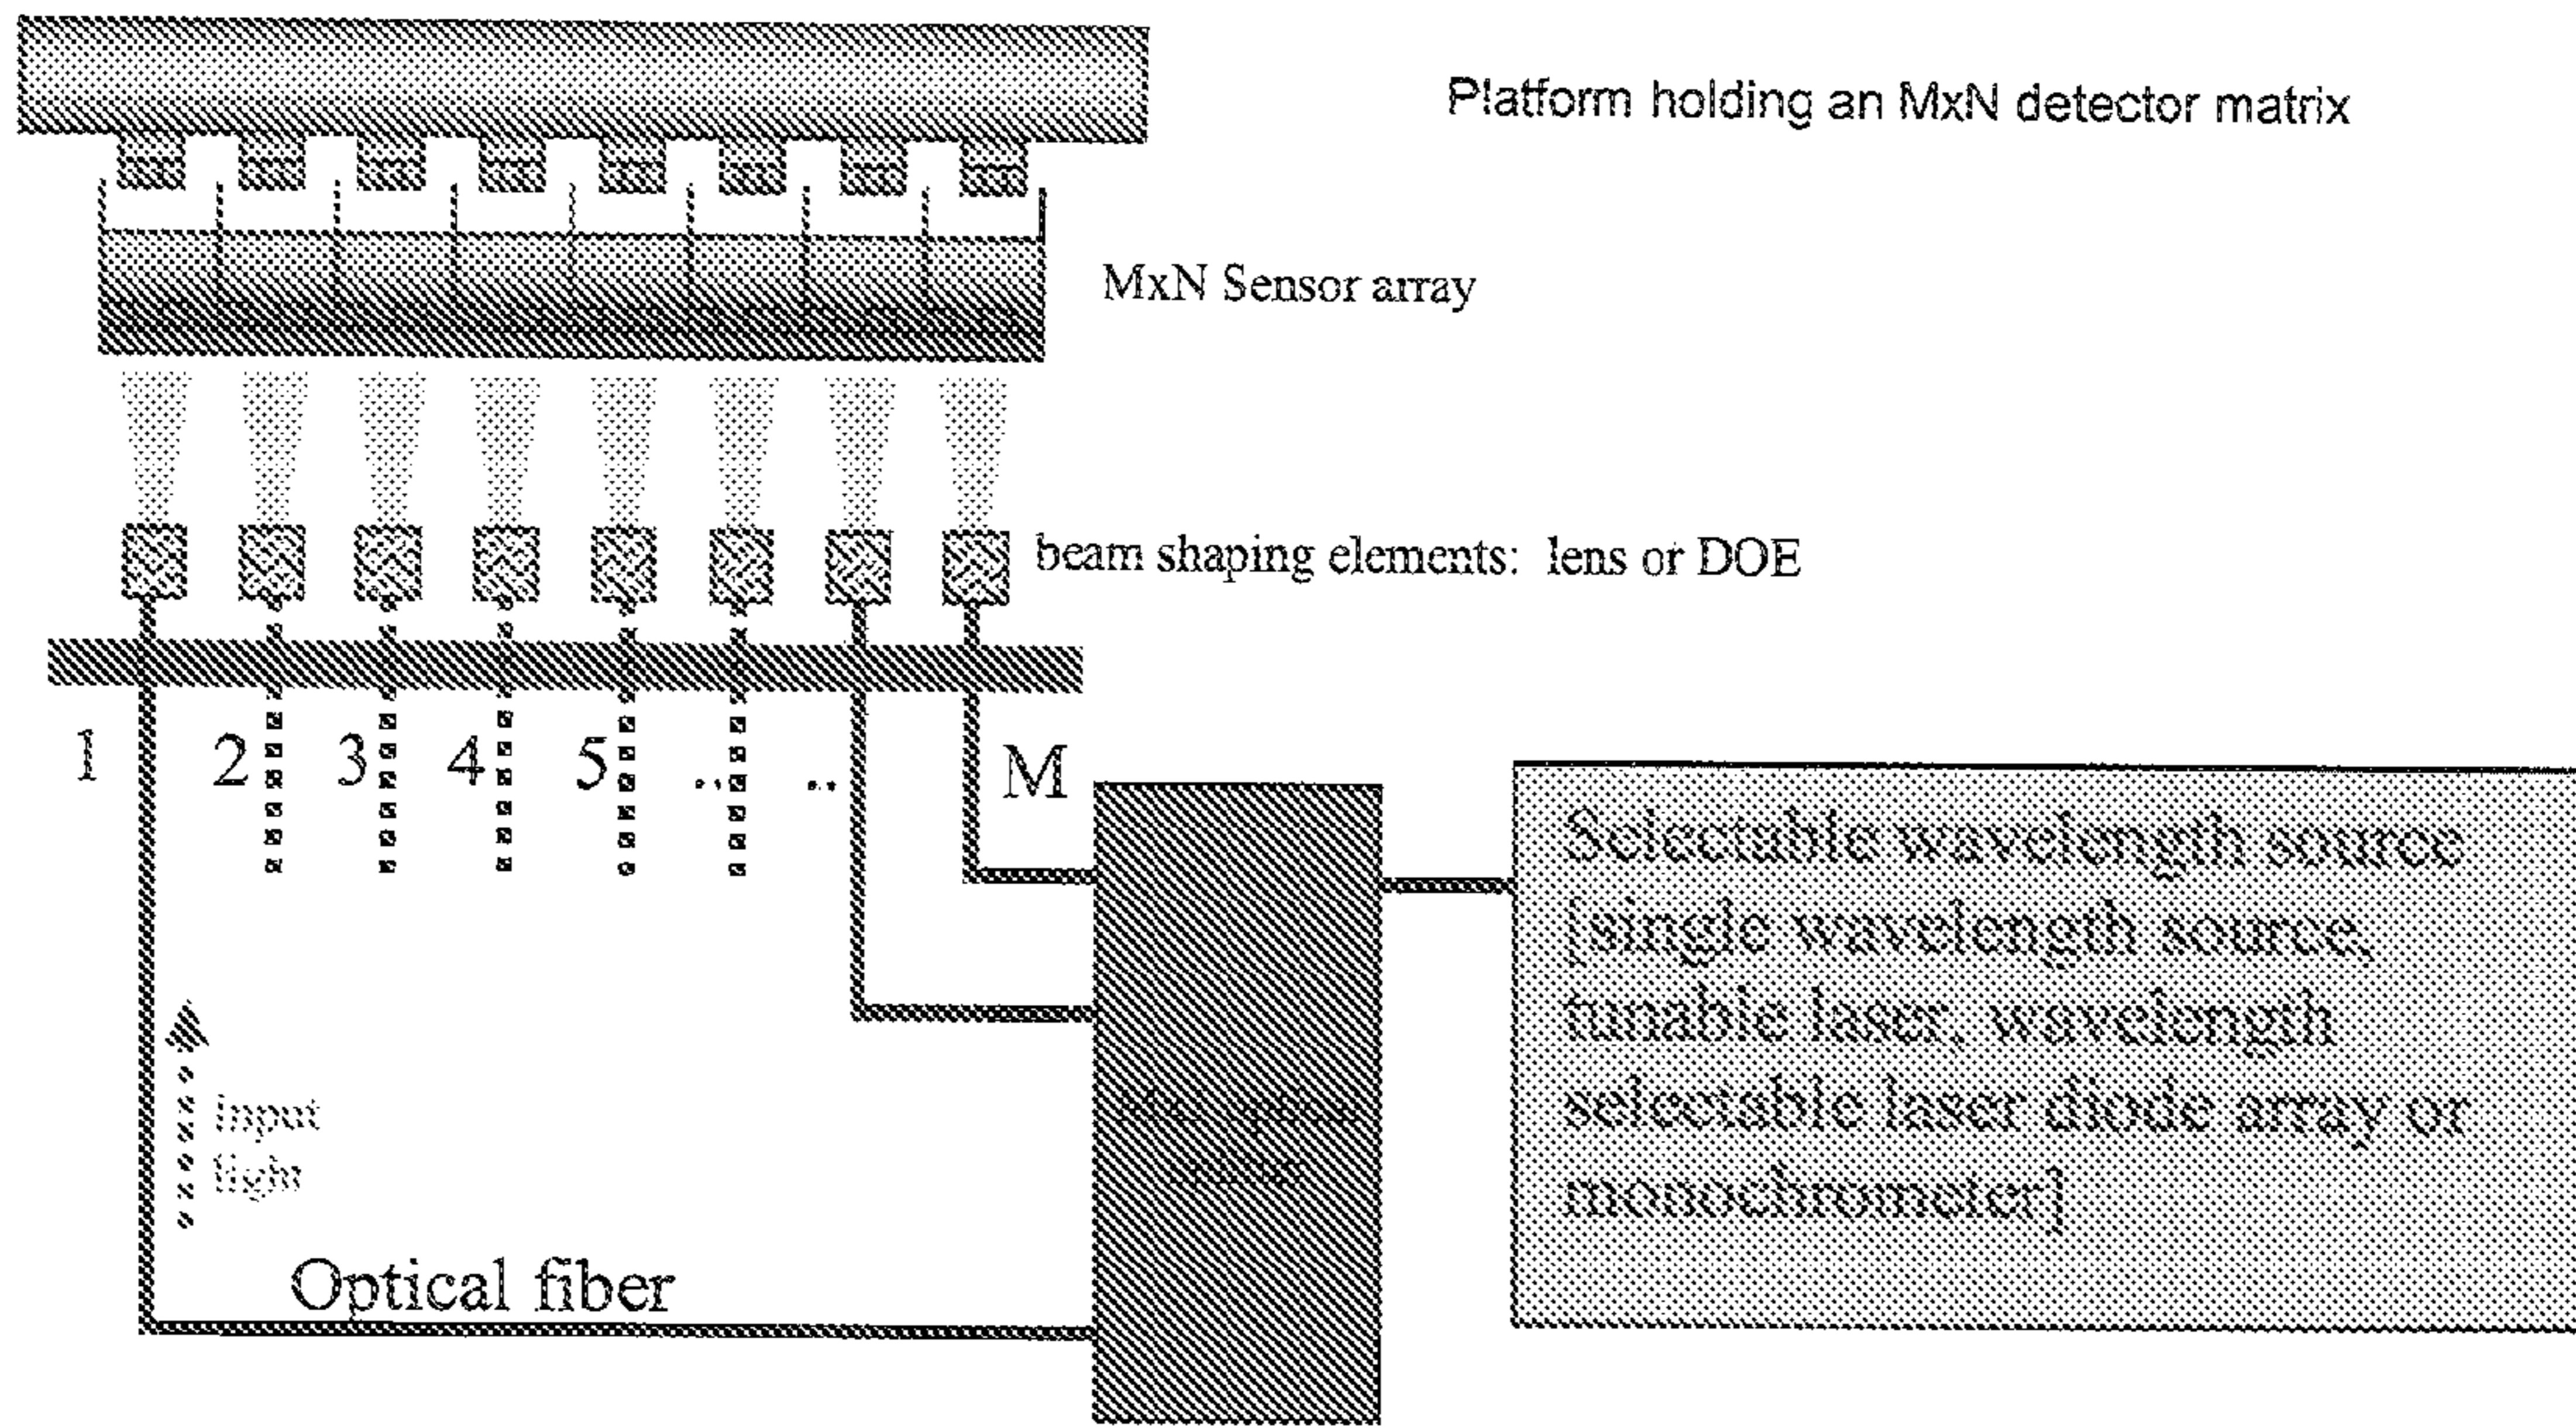 Platform holding an MxN detector matrix
MxN Sensor array
beam shaping elements: lens or DOE
1 2 3 4 5 .. .. M
Selectable wavelength source
[single wavelength source,
tunable laser, wavelength
selectable laser diode array or
monochrometer]
Input
light
Optical fiber